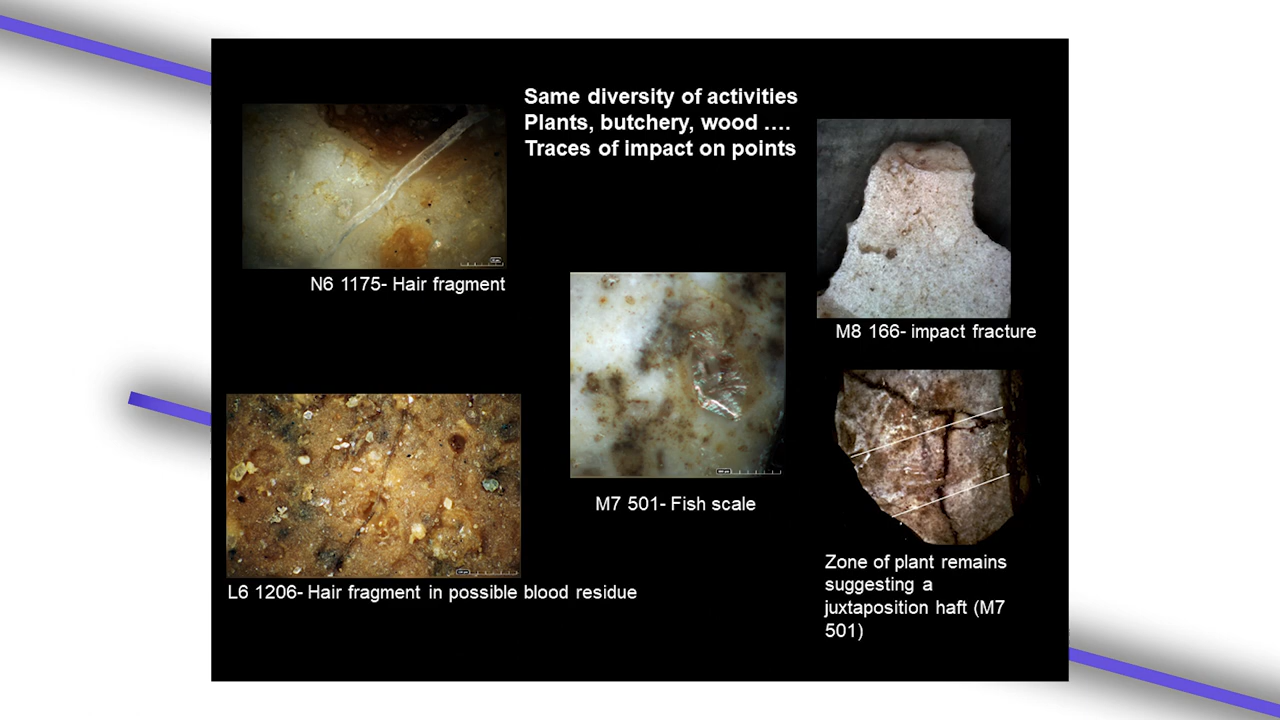 Same diversity of activities
Plants, butchery, wood ….
Traces of impact on points
N6 1175- Hair fragment
M8 166- impact fracture
M7 501- Fish scale
L6 1206- Hair fragment in possible blood residue
Zone of plant remains
suggesting a
juxtaposition haft (M7
501)